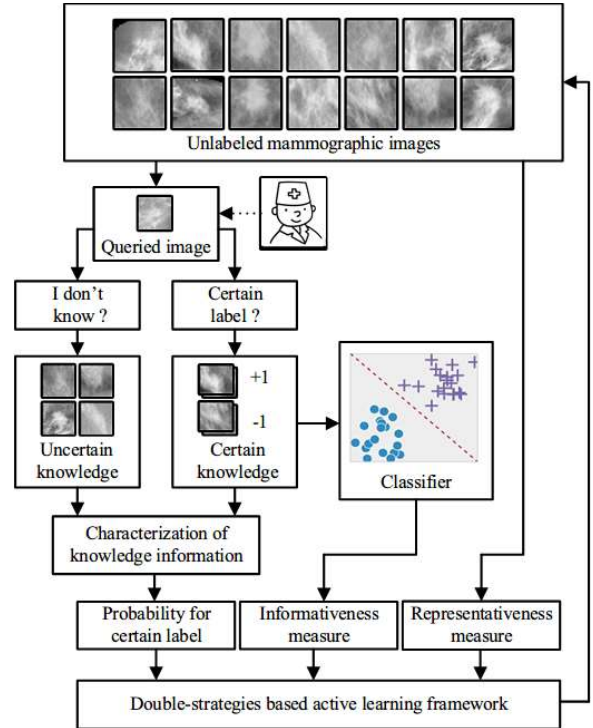 Unlabeled mammographic images
Queried image
I don't
know ?
Certain
label ?
Uncertain
knowledge
+1
-1
Certain
knowledge
Classifier
Characterization of
knowledge information
Probability for
certain label
Informativeness
measure
Representativeness
measure
Double-strategies based active learning framework